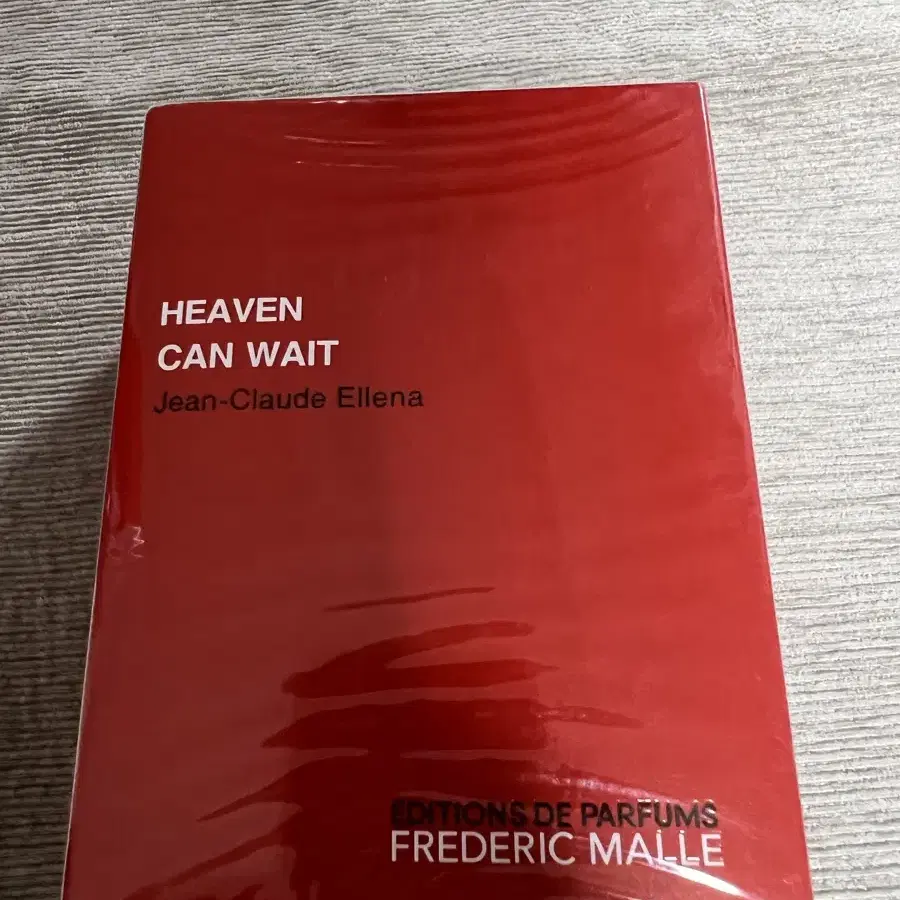 HEAVEN
CAN WAIT
Jean-Claude Ellena
EDITIONS DE PARFUMS
FREDERIC MALLE